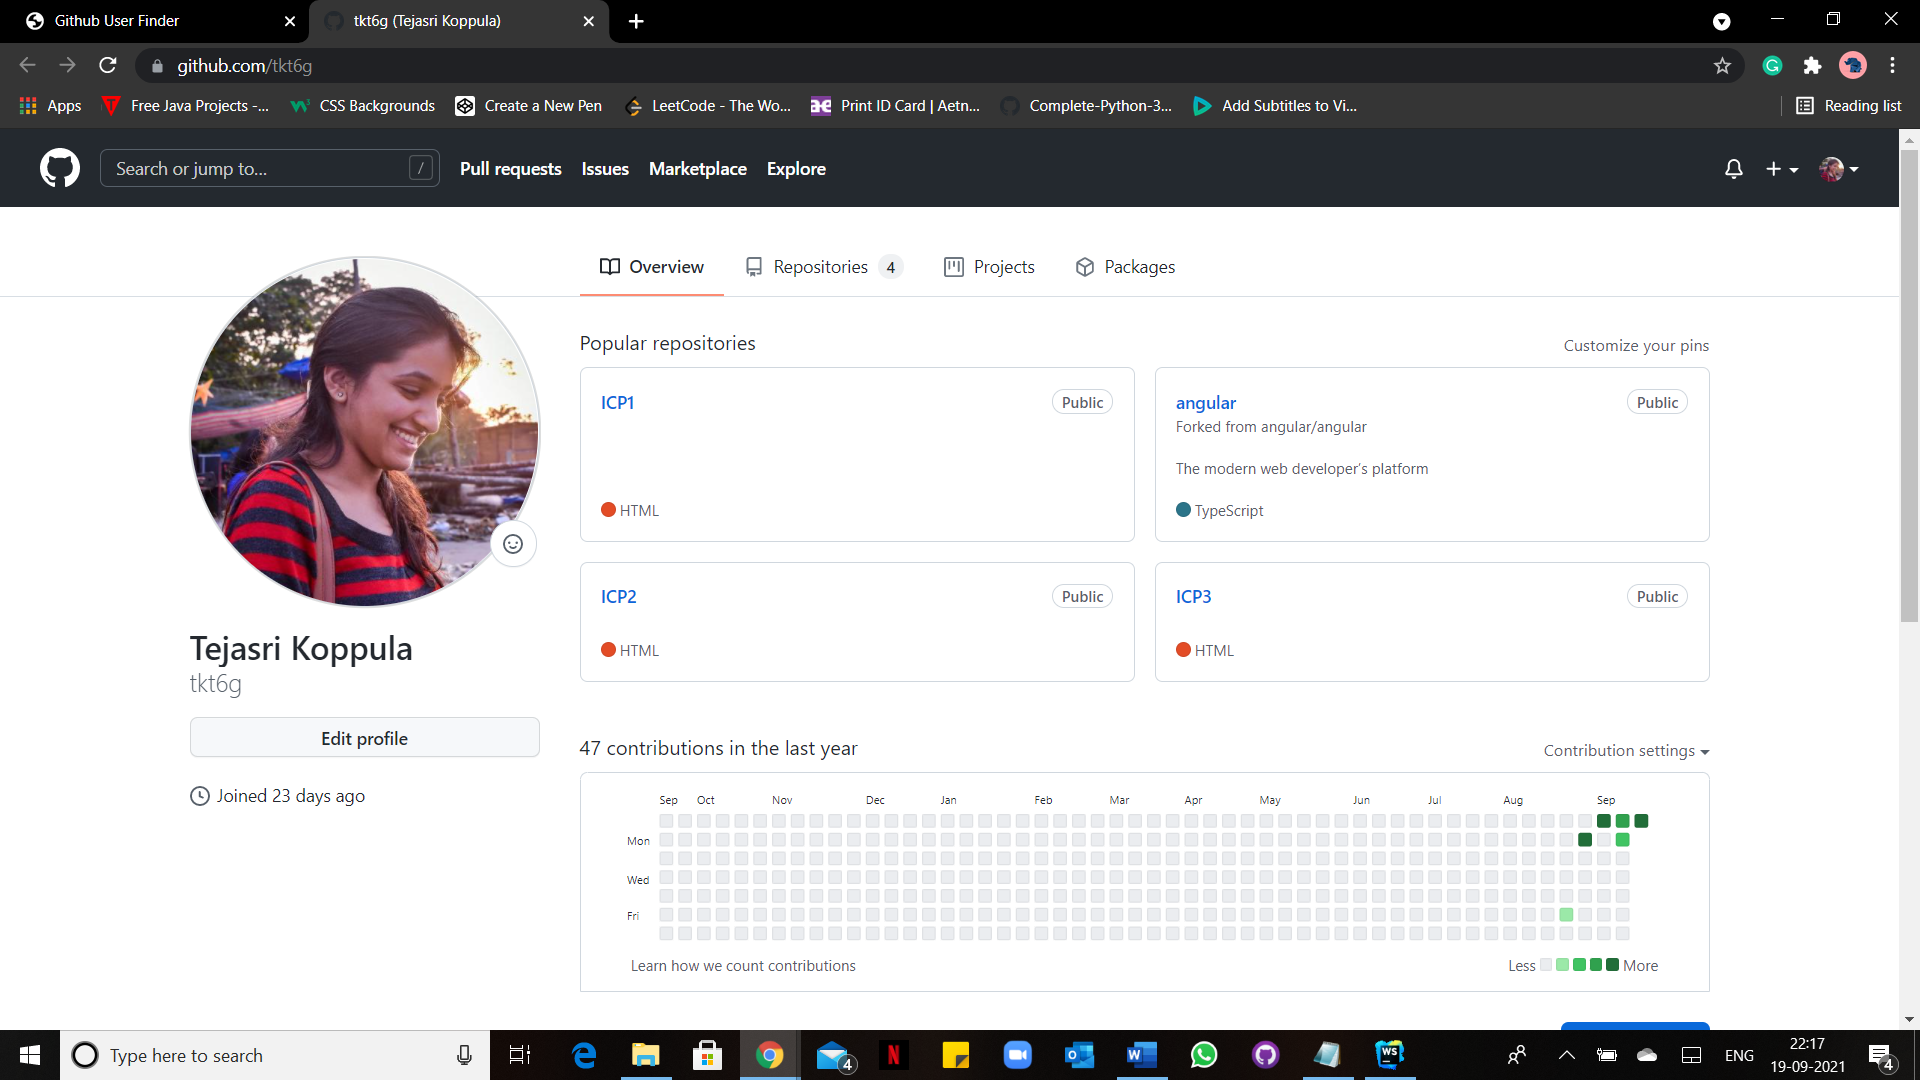 Github User Finder
tkt6g (Tejasri Koppula)
github.com/tkt6g
Apps
Free Java Projects -...
CSS Backgrounds
Create a New Pen
LeetCode - The Wo...
Print ID Card | Aetn...
Complete-Python-3...
Add Subtitles to Vi...
Reading list
Search or jump to...
/
Pull requests
Issues
Marketplace
Explore
Overview
Repositories 4
Projects
Packages
Tejasri Koppula
tkt6g
Edit profile
Joined 23 days ago
Popular repositories
Customize your pins
ICP1
Public
HTML
angular
Public
Forked from angular/angular
The modern web developer's platform
TypeScript
ICP2
Public
HTML
ICP3
Public
HTML
47 contributions in the last year
Contribution settings
Sep Oct Nov Dec Jan Feb Mar Apr May Jun Jul Aug Sep
Mon
Wed
Fri
Learn how we count contributions
Less
More
Type here to search
4
N
W
WS
ENG
22:17
19-09-2021
4